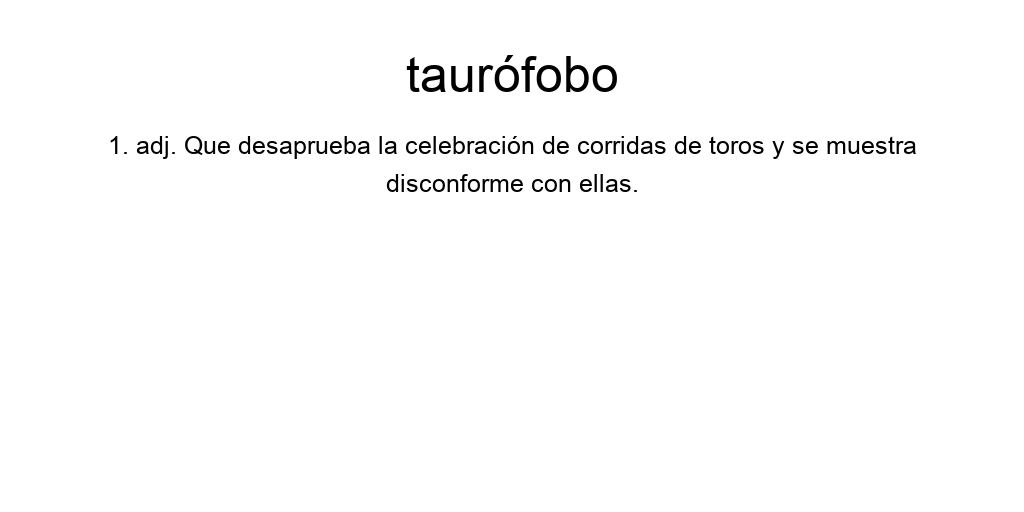 taurófobo
1. adj. Que desaprueba la celebración de corridas de toros y se muestra
disconforme con ellas.